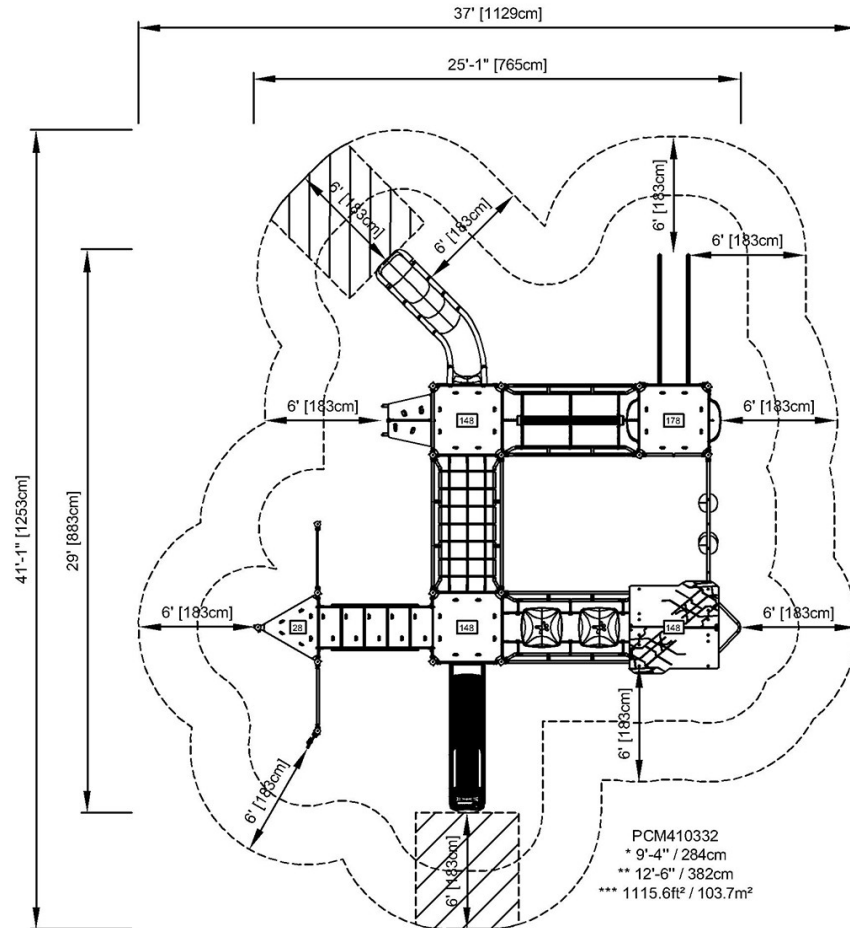 37' [1129cm]
25'-1" [765cm]
6' [183cm]
6' [183cm]
6' [183cm]
6' [183cm]
41'-1" [1253cm]
29' [883cm]
6' [183cm]
148
178
6' [183cm]
6' [183cm]
28
148
148
6' [183cm]
6' [183cm]
6' [183cm]
6' [183cm]
PCM410332
* 9'-4" / 284cm
** 12'-6" / 382cm
*** 1115.6ft² / 103.7m²